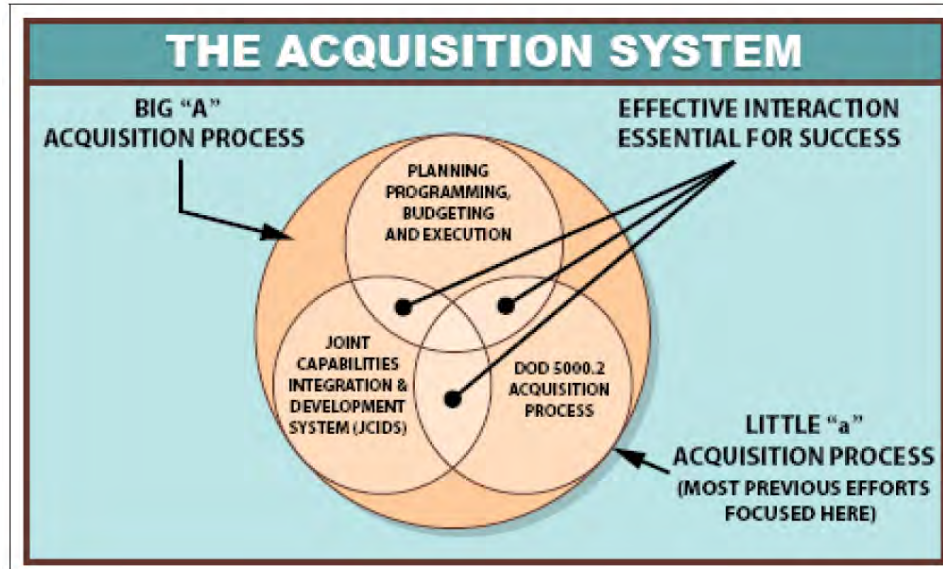 THE ACQUISITION SYSTEM
BIG “A”
ACQUISITION PROCESS
EFFECTIVE INTERACTION
ESSENTIAL FOR SUCCESS
PLANNING
PROGRAMMING,
BUDGETING
AND EXECUTION
JOINT
CAPABILITIES
INTEGRATION &
DEVELOPMENT
SYSTEM (JCIDS)
DOD 5000.2
ACQUISITION
PROCESS
LITTLE “a”
ACQUISITION PROCESS
(MOST PREVIOUS EFFORTS
FOCUSED HERE)